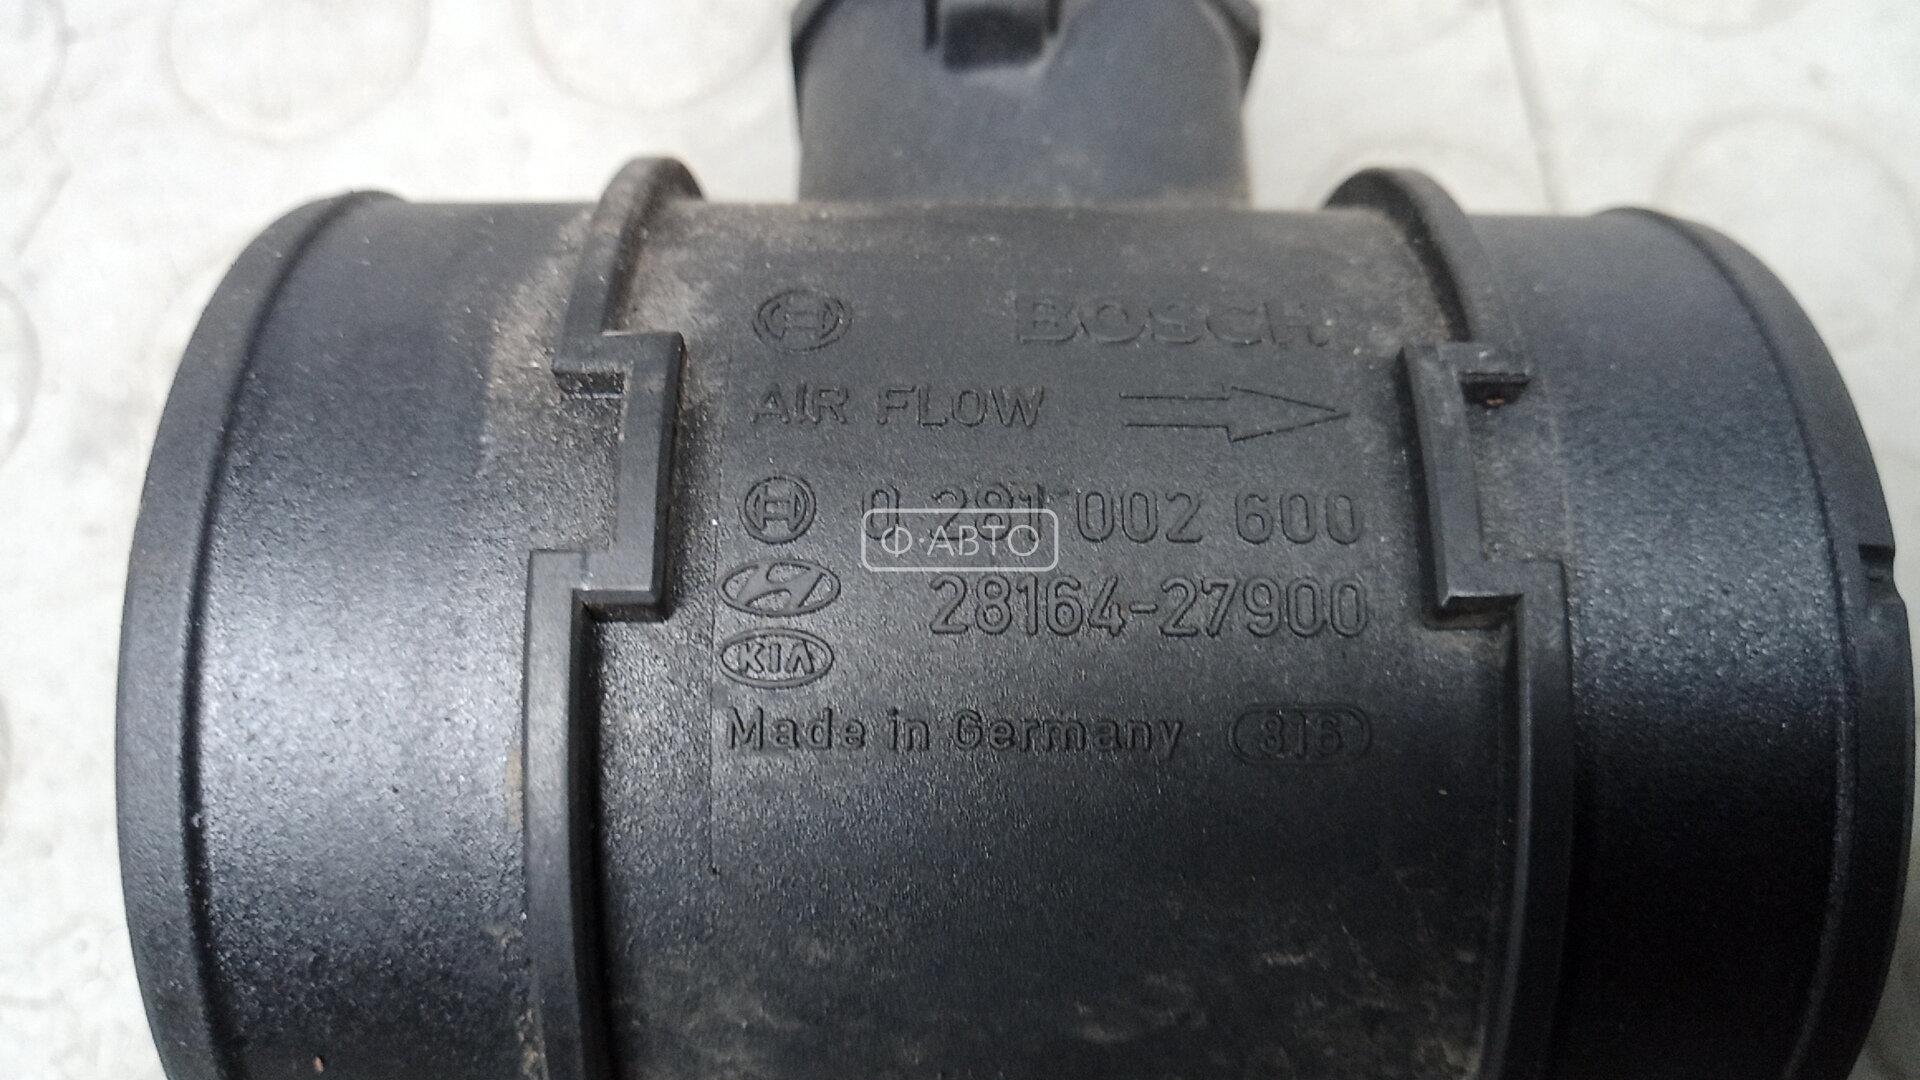 BOSCH
AIR FLOW
0 281 002 600
Ф·АВТО
28164-27900
KIA
Made in Germany 816